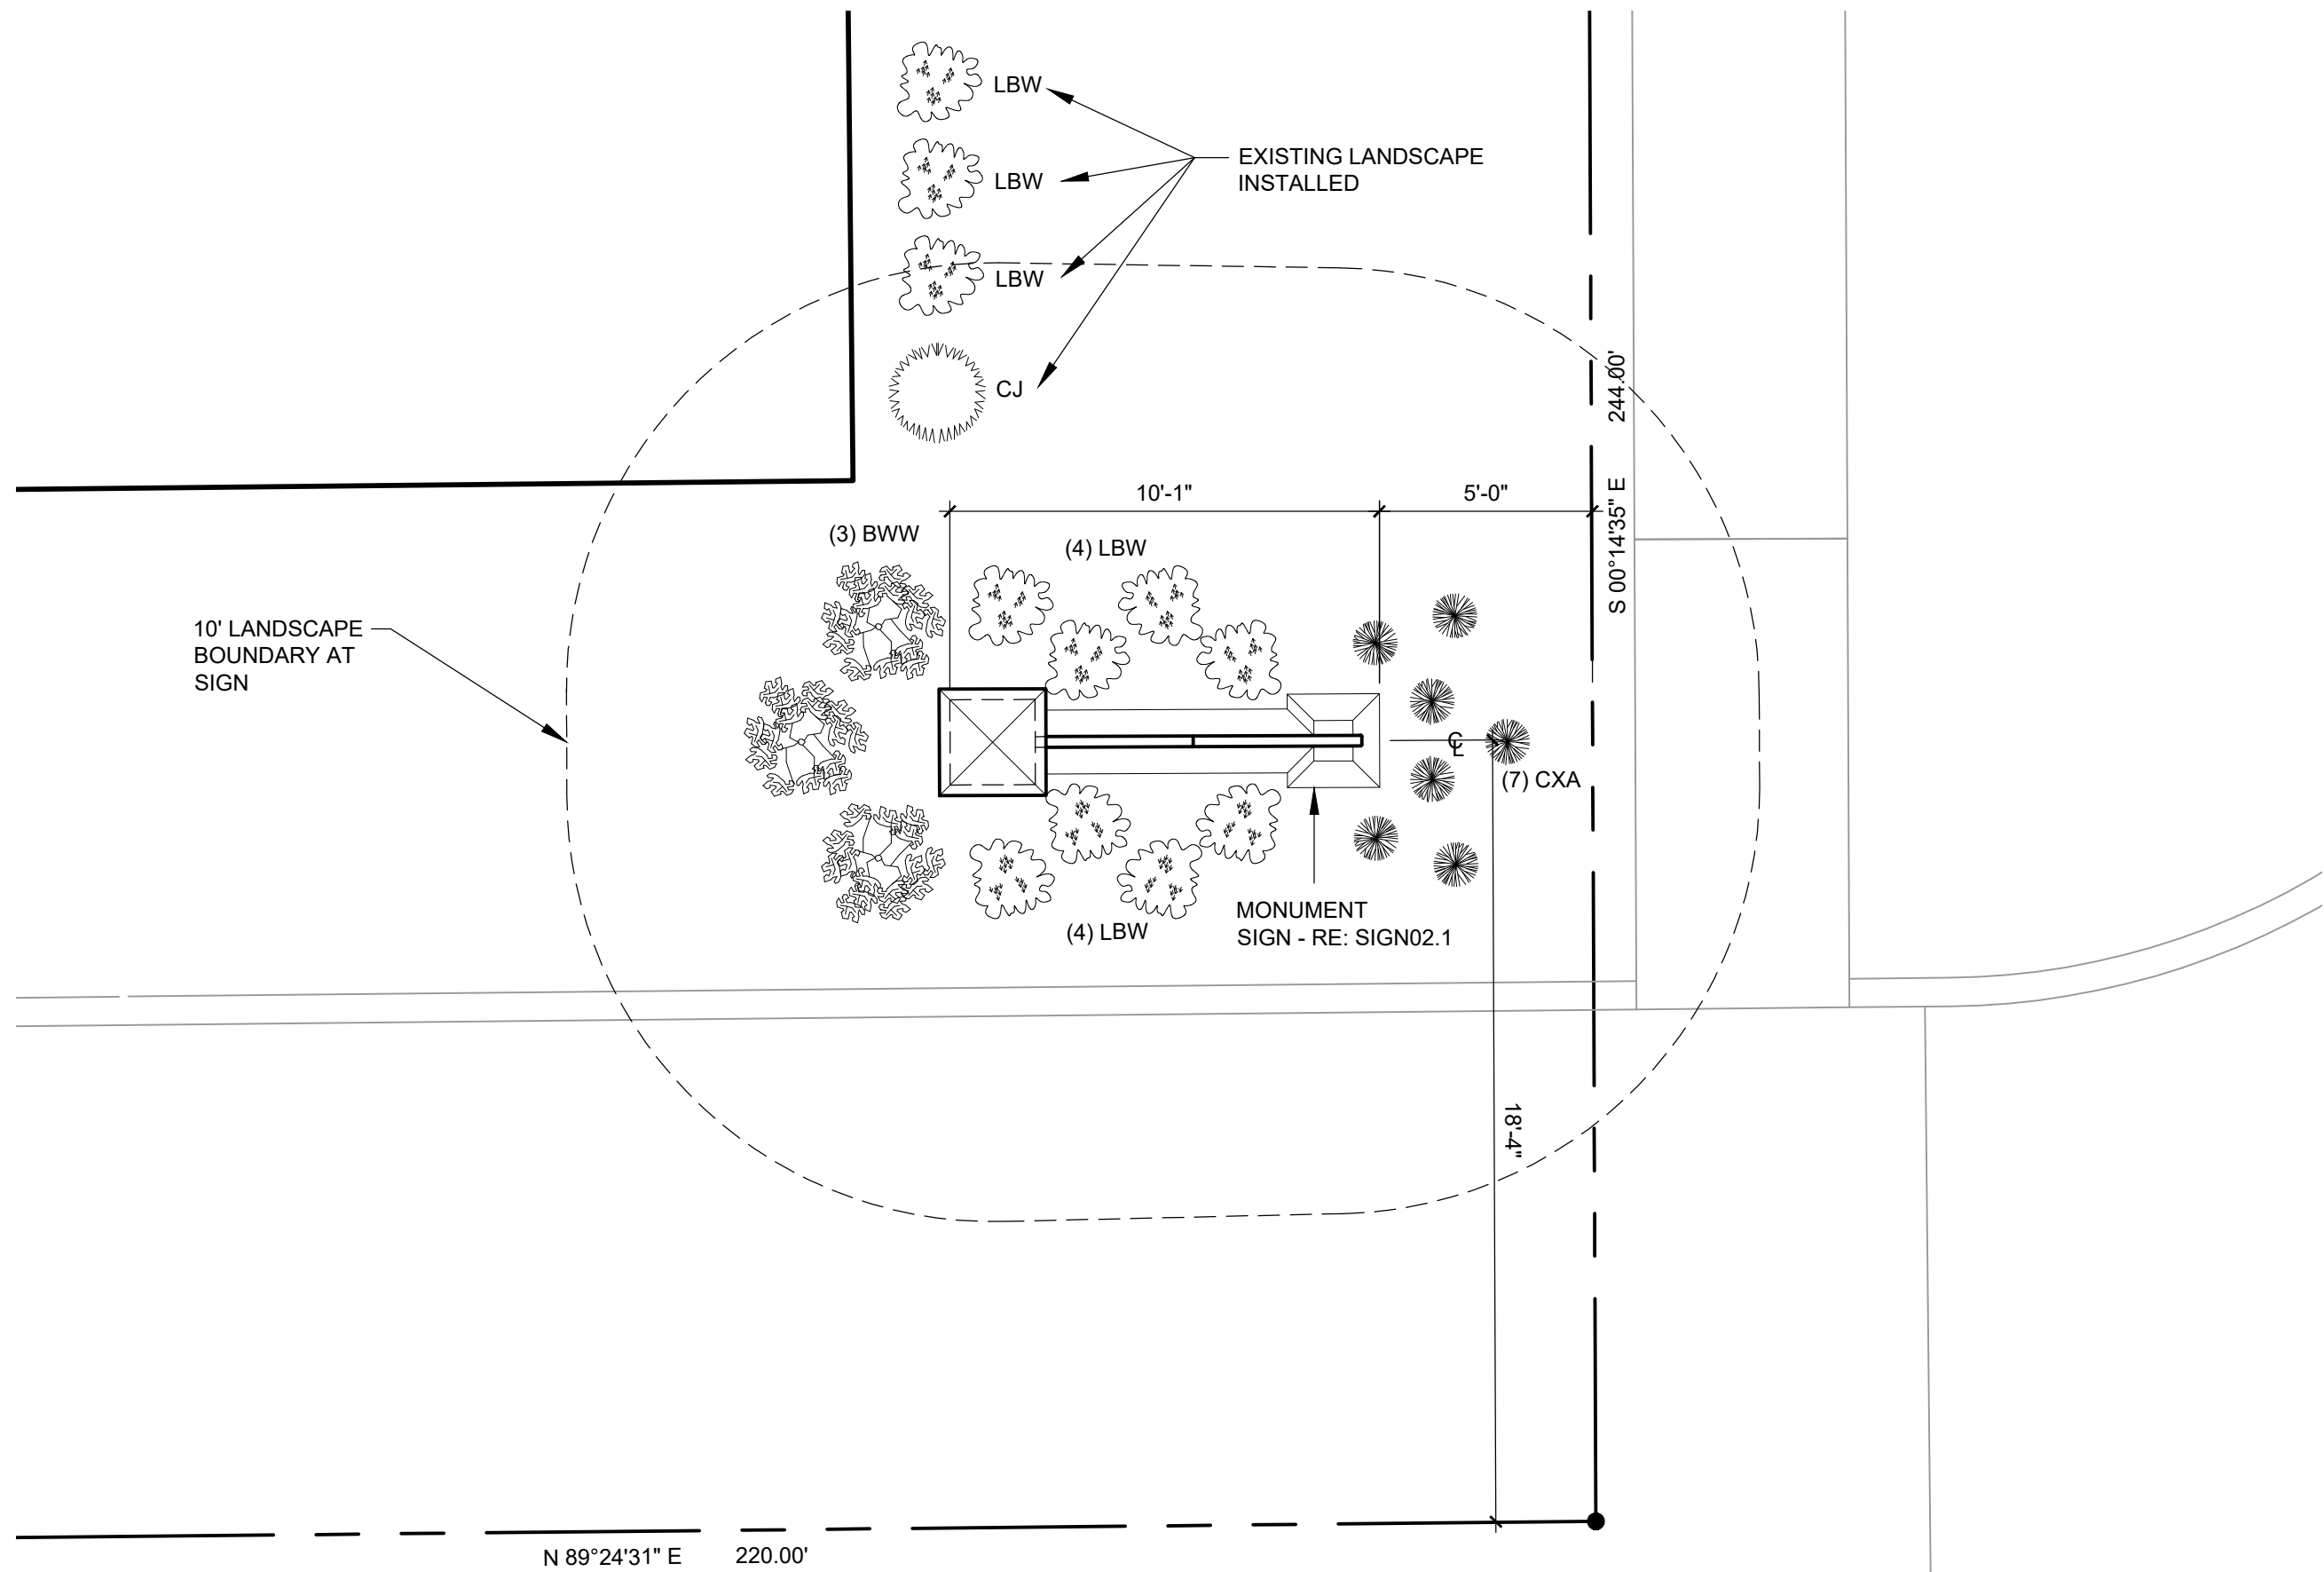 LBW
EXISTING LANDSCAPE
INSTALLED
LBW
LBW
CJ
244.00'
S 00°14'35" E
10'-1"
5'-0"
(3) BWW
(4) LBW
10' LANDSCAPE
BOUNDARY AT
SIGN
CL
(7) CXA
(4) LBW
MONUMENT
SIGN - RE: SIGN02.1
18'-4"
N 89°24'31" E 220.00'